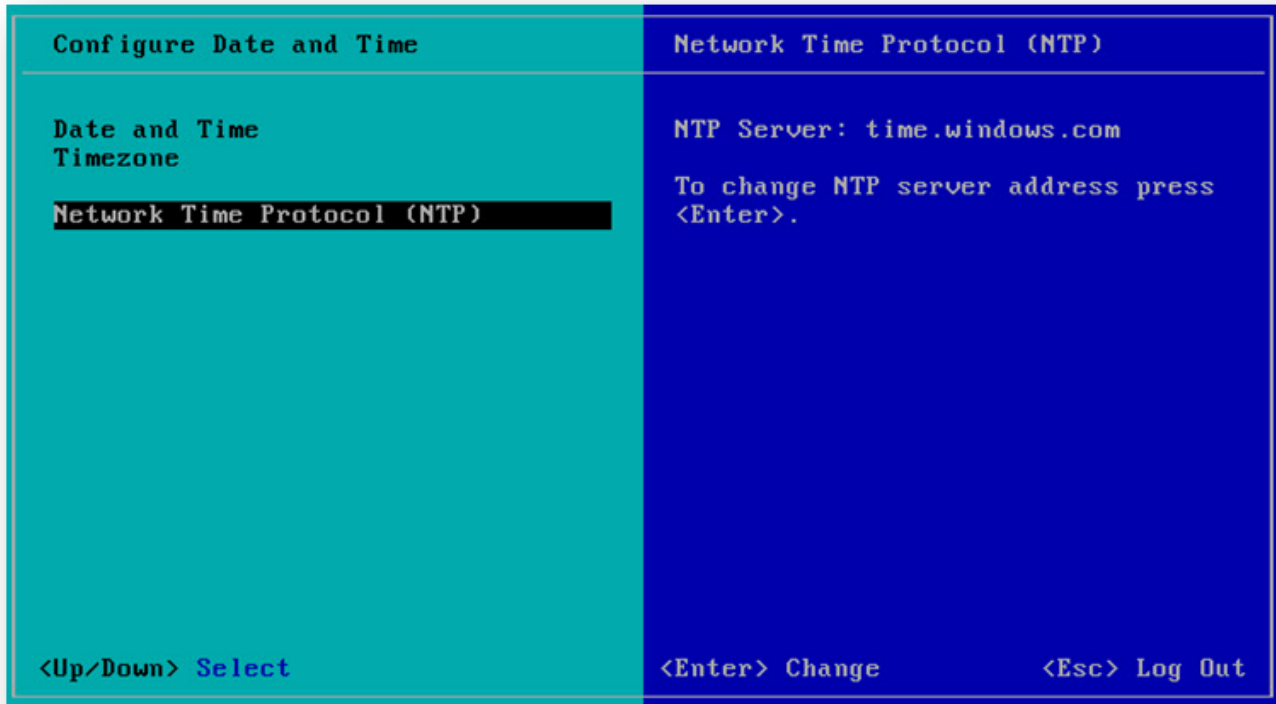 Configure Date and Time
Network Time Protocol (NTP)
Date and Time
Timezone
Network Time Protocol (NTP)
NTP Server: time.windows.com
To change NTP server address press
<Enter>.
<Up/Down> Select
<Enter> Change
<Esc> Log Out